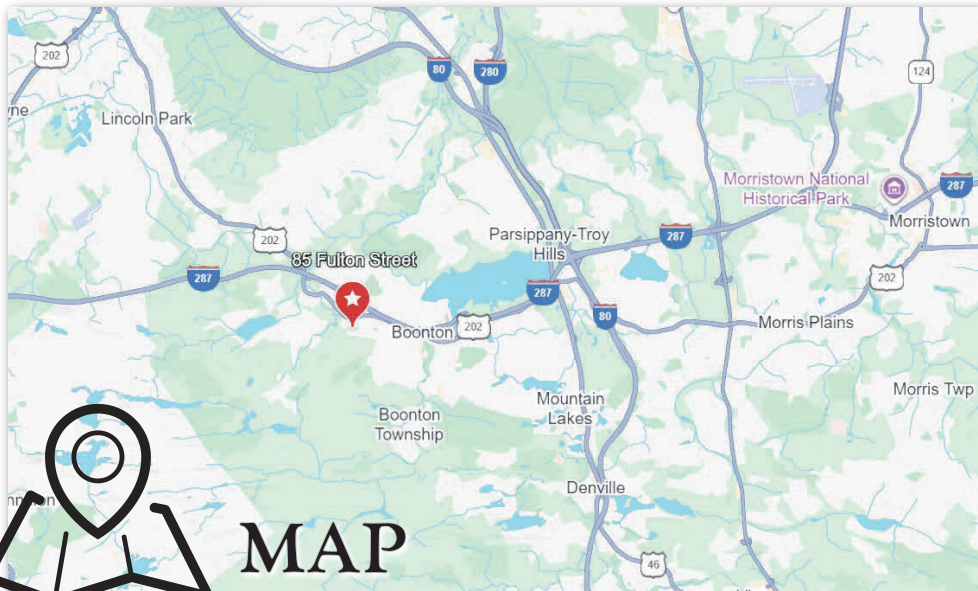 202
80
280
124
Lincoln Park
Morristown National
Historical Park
287
Morristown
Parsippany-Troy
Hills
287
202
85 Fulton Street
287
287
202
80
Boonton
202
Morris Plains
Morris Twp
Mountain
Lakes
Boonton
Township
Denville
MAP
46